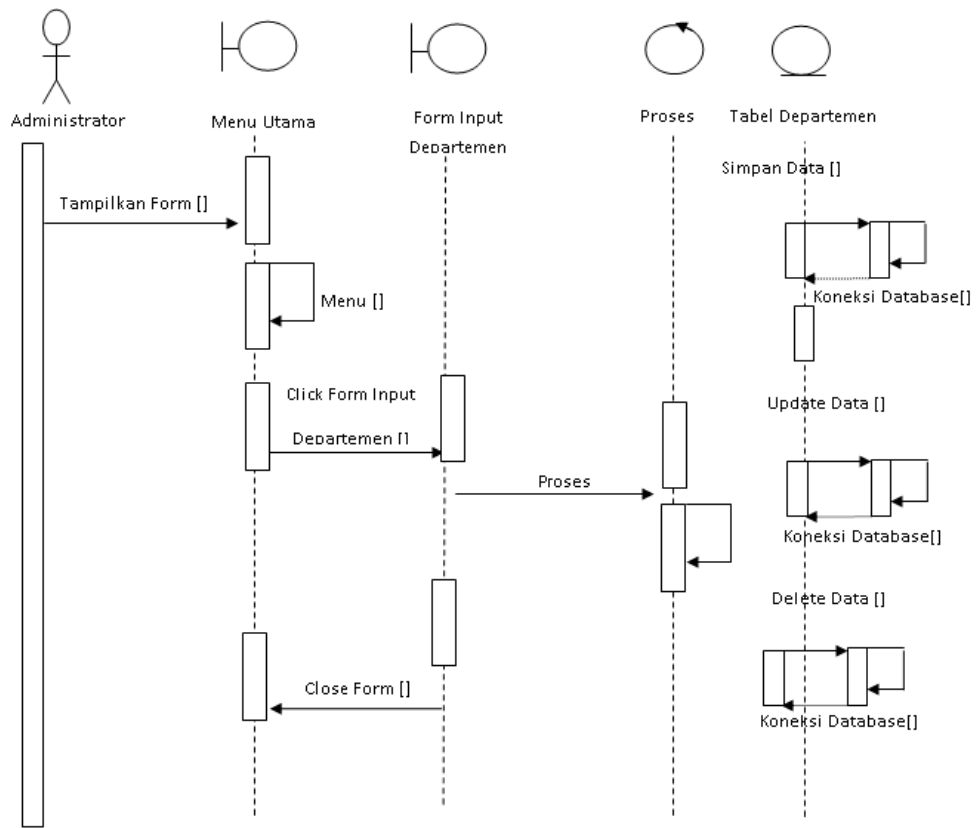 Administrator
Menu Utama
Form Input
Departemen
Proses
Tabel Departemen
Simpan Data []
Tampilkan Form []
Koneksi Database[]
Menu []
Click Form Input
Departemen []
Update Data []
Proses
Koneksi Database[]
Delete Data []
Close Form []
Koneksi Database[]